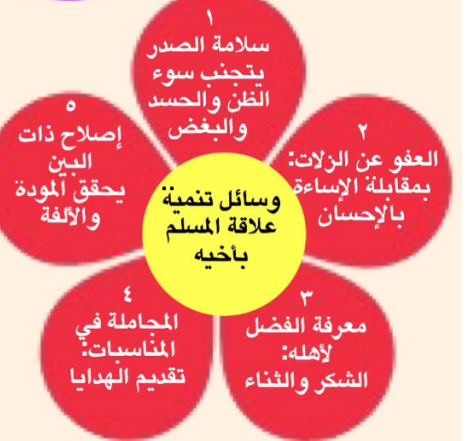 وسائل تنمية
علاقة المسلم
بأخيه
١
سلامة الصدر
يتجنب سوء
الظن والحسد
والبغض
٢
العفو عن الزلات:
بمقابلة الإساءة
بالإحسان
٣
معرفة الفضل
لأهله:
الشكر والثناء
٤
المجاملة في
المناسبات:
تقديم الهدايا
٥
إصلاح ذات
البين
يحقق المودة
والألفة